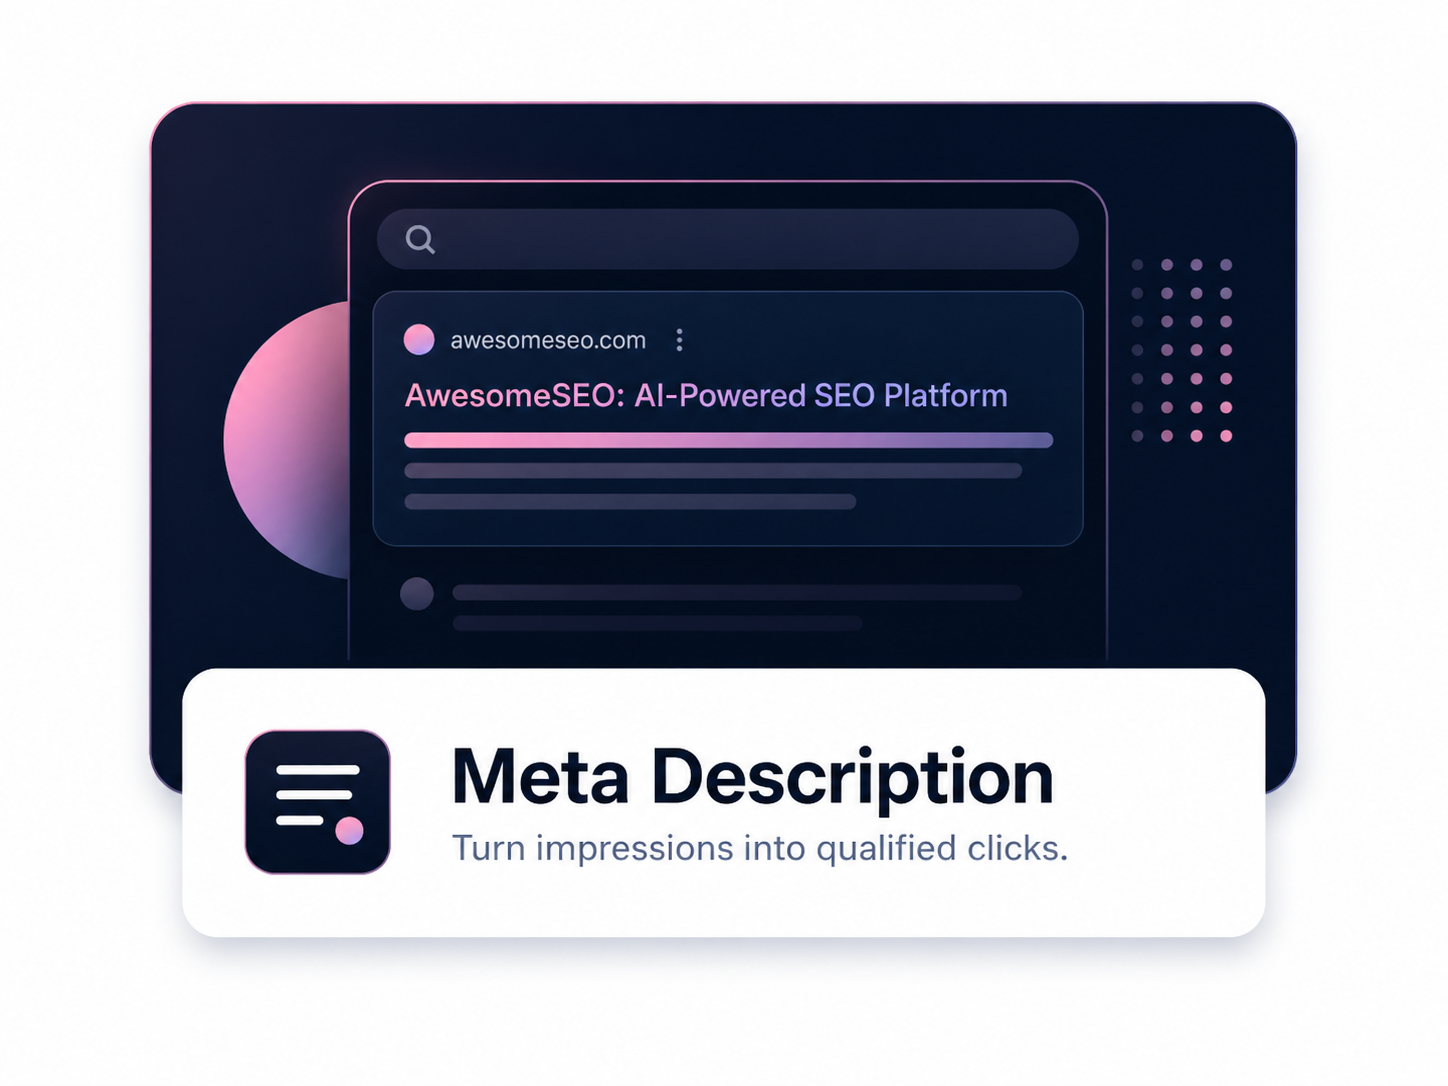 awesomeseo.com
AwesomeSEO: AI-Powered SEO Platform
Meta Description
Turn impressions into qualified clicks.